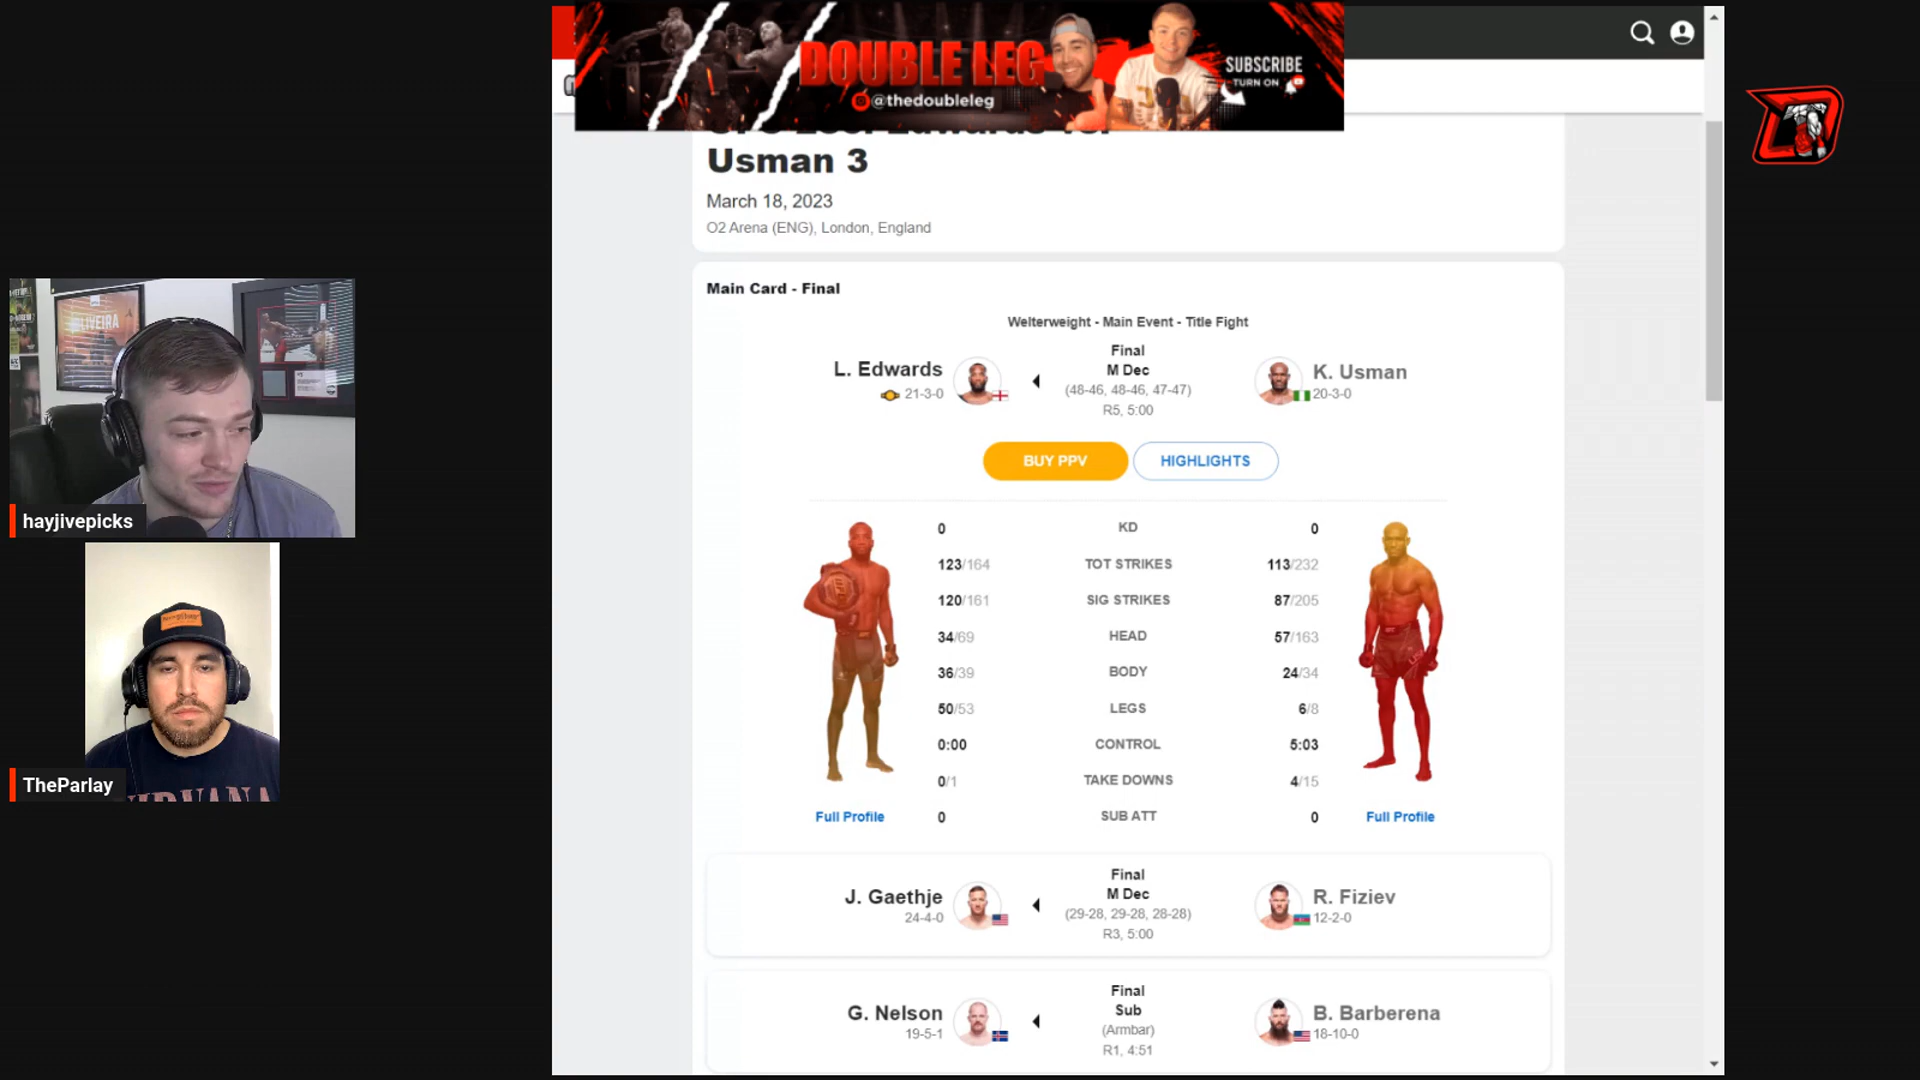 DOUBLE LEG
@thedoubleleg
SUBSCRIBE
TURN ON
Usman 3
March 18, 2023
O2 Arena (ENG), London, England
Main Card - Final
Welterweight - Main Event - Title Fight
L. Edwards
21-3-0
Final
M Dec
(48-46, 48-46, 47-47)
R5, 5:00
K. Usman
20-3-0
BUY PPV
HIGHLIGHTS
0 KD 0
123/164 TOT STRIKES 113/232
120/161 SIG STRIKES 87/205
34/69 HEAD 57/163
36/39 BODY 24/34
50/53 LEGS 6/8
0:00 CONTROL 5:03
0/1 TAKE DOWNS 4/15
0 SUB ATT 0
Full Profile
Full Profile
J. Gaethje
24-4-0
Final
M Dec
(29-28, 29-28, 28-28)
R3, 5:00
R. Fiziev
12-2-0
G. Nelson
19-5-1
Final
Sub
(Armbar)
R1, 4:51
B. Barberena
18-10-0
hayjivepicks
TheParlay